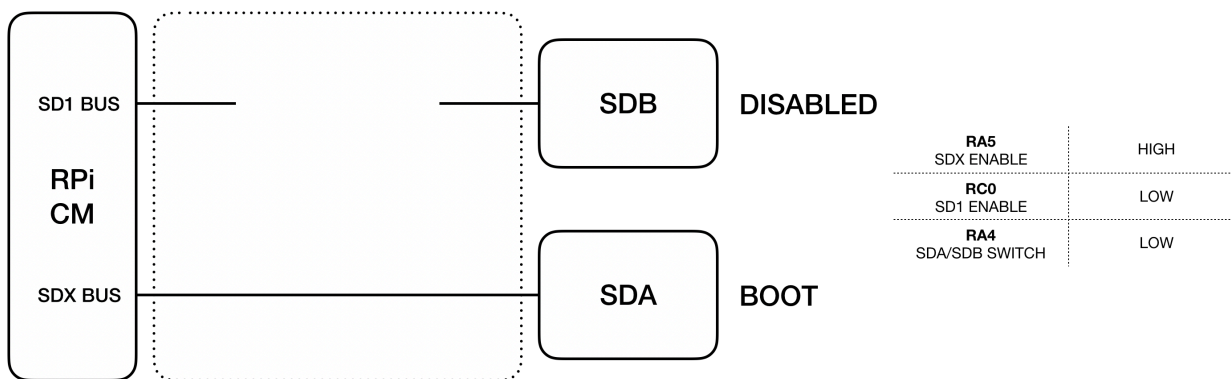 SD1 BUS
RPi
CM
SDX BUS
SDB
DISABLED
SDA
BOOT
RA5
SDX ENABLE
HIGH
RC0
SD1 ENABLE
LOW
RA4
SDA/SDB SWITCH
LOW